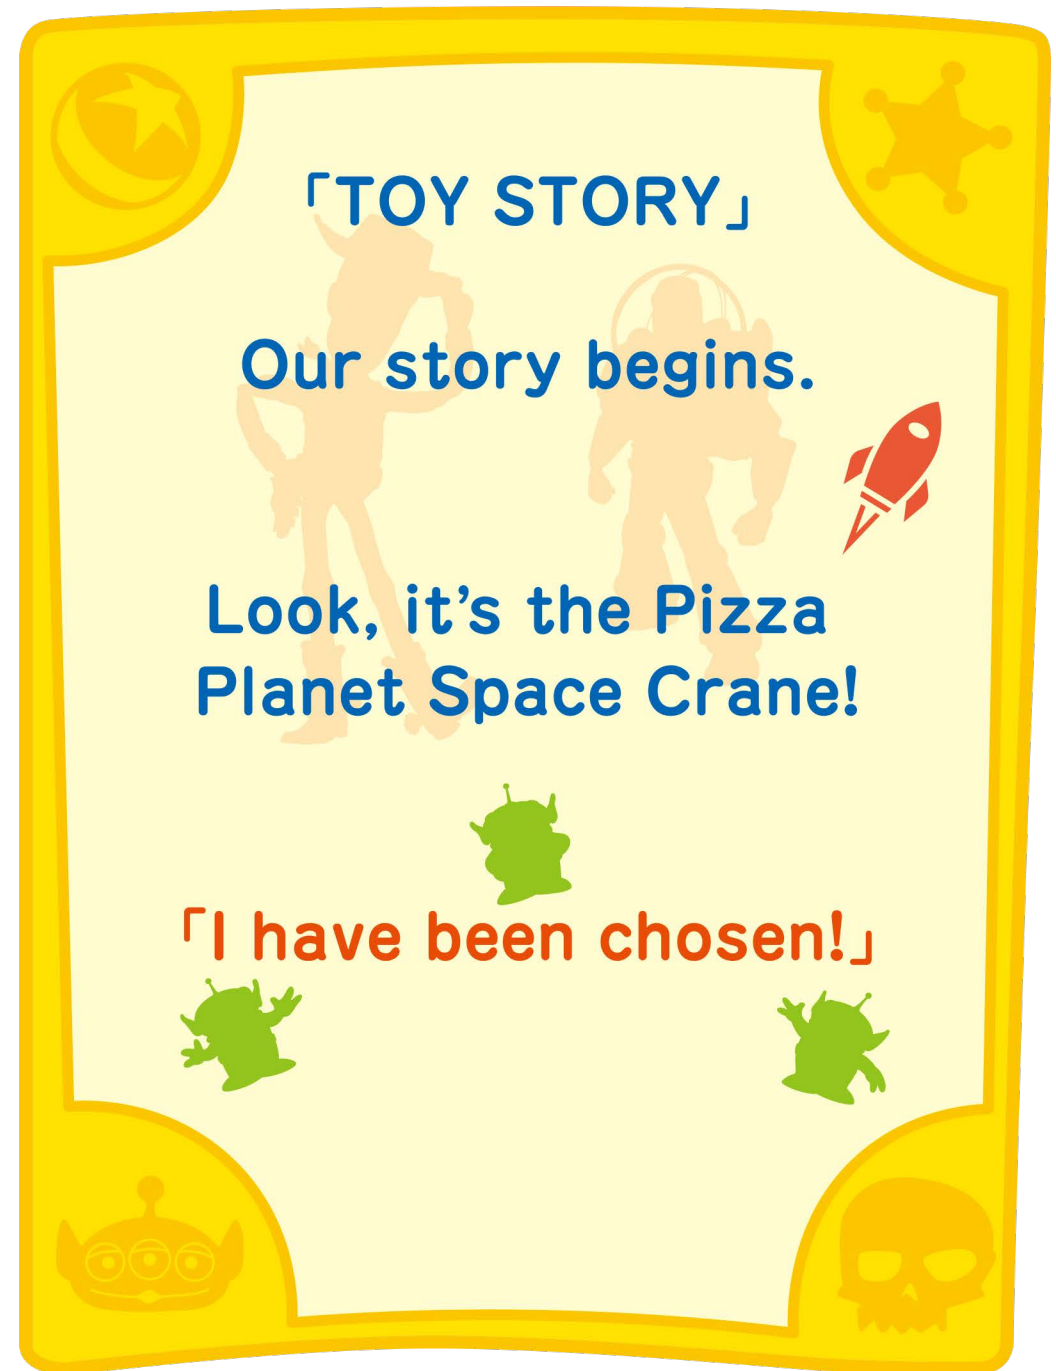 「TOY STORY」
Our story begins.
Look, it’s the Pizza
Planet Space Crane!
「I have been chosen!」